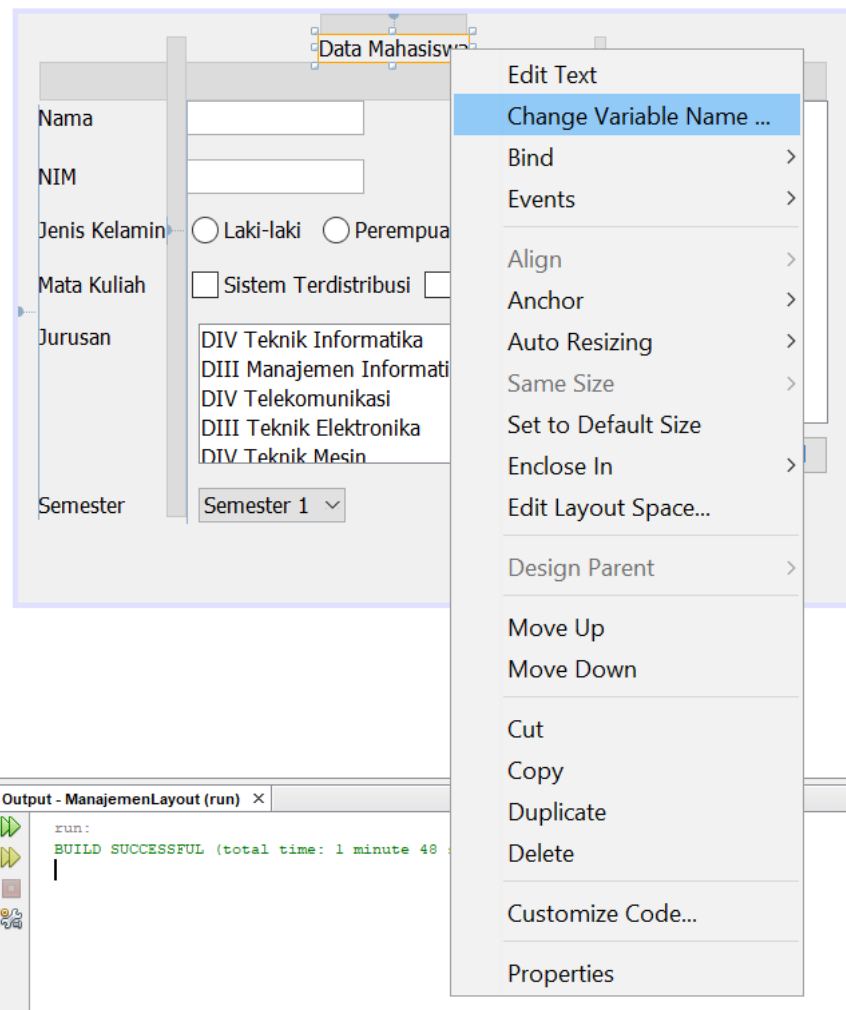 Data Mahasiswa
Nama
NIM
Jenis Kelamin Laki-laki Perempua
Mata Kuliah Sistem Terdistribusi
Jurusan
DIV Teknik Informatika
DIII Manajemen Informati
DIV Telekomunikasi
DIII Teknik Elektronika
DIV Teknik Mesin
Semester Semester 1
Edit Text
Change Variable Name ...
Bind
Events
Align
Anchor
Auto Resizing
Same Size
Set to Default Size
Enclose In
Edit Layout Space...
Design Parent
Move Up
Move Down
Cut
Copy
Duplicate
Delete
Customize Code...
Properties
Output - ManajemenLayout (run)
run:
BUILD SUCCESSFUL (total time: 1 minute 48